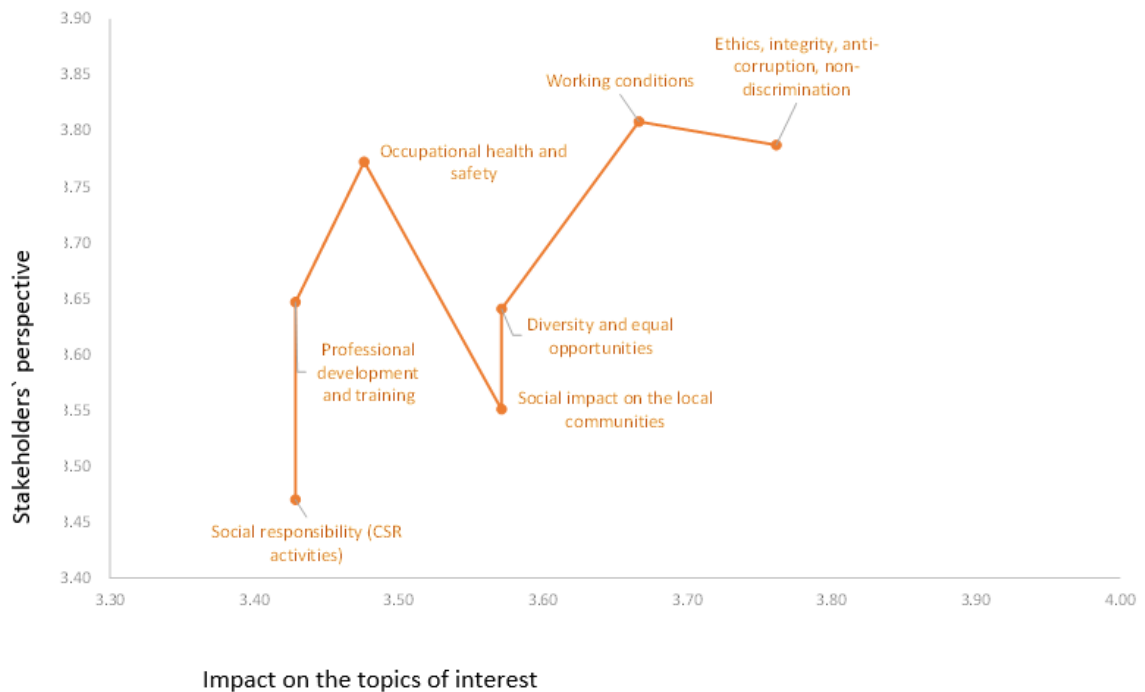 3.90
3.85
3.80
3.75
3.70
3.65
3.60
3.55
3.50
3.45
3.40
Stakeholders` perspective
Ethics, integrity, anti-
corruption, non-
discrimination
Working conditions
Occupational health and
safety
Diversity and equal
opportunities
Professional
development
and training
Social impact on the local
communities
Social responsibility (CSR
activities)
3.30 3.40 3.50 3.60 3.70 3.80 3.90 4.00
Impact on the topics of interest